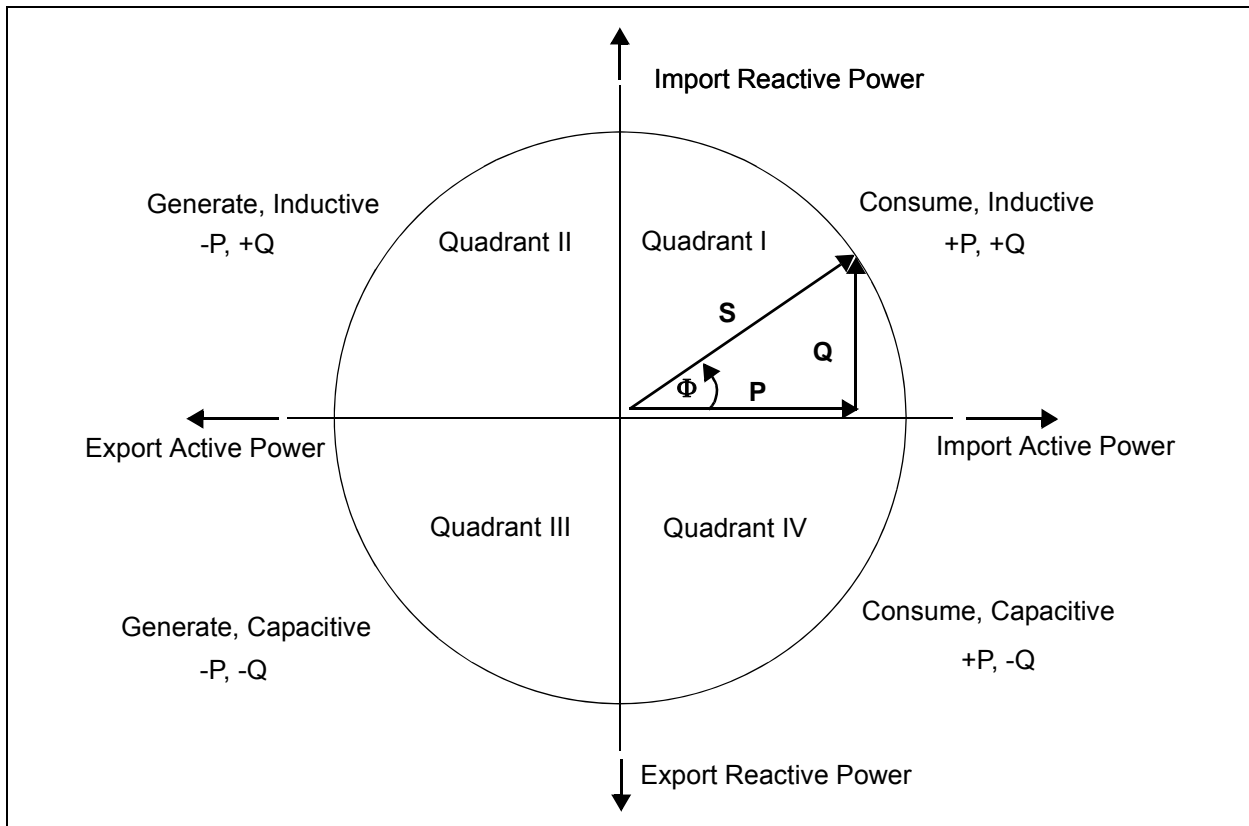 Import Reactive Power
Generate, Inductive
-P, +Q
Quadrant II
Quadrant I
Consume, Inductive
+P, +Q
S
Q
Φ
P
Export Active Power
Import Active Power
Quadrant III
Quadrant IV
Generate, Capacitive
-P, -Q
Consume, Capacitive
+P, -Q
Export Reactive Power